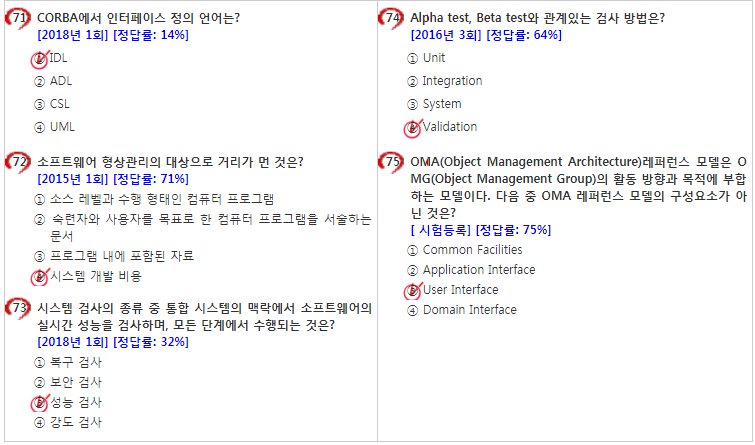 71 CORBA에서 인터페이스 정의 언어는?
[2018년 1회] [정답률: 14%]
① IDL
② ADL
③ CSL
④ UML
72 소프트웨어 형상관리의 대상으로 거리가 먼 것은?
[2015년 1회] [정답률: 71%]
① 소스 레벨과 수행 형태인 컴퓨터 프로그램
② 숙련자와 사용자를 목표로 한 컴퓨터 프로그램을 서술하는
문서
③ 프로그램 내에 포함된 자료
④ 시스템 개발 비용
73 시스템 검사의 종류 중 통합 시스템의 맥락에서 소프트웨어의
실시간 성능을 검사하며, 모든 단계에서 수행되는 것은?
[2018년 1회] [정답률: 32%]
① 복구 검사
② 보안 검사
③ 성능 검사
④ 강도 검사
74 Alpha test, Beta test와 관계있는 검사 방법은?
[2016년 3회] [정답률: 64%]
① Unit
② Integration
③ System
④ Validation
75 OMA(Object Management Architecture)레퍼런스 모델은 O
MG(Object Management Group)의 활동 방향과 목적에 부합
하는 모델이다. 다음 중 OMA 레퍼런스 모델의 구성요소가 아
닌 것은?
[ 시험등록] [정답률: 75%]
① Common Facilities
② Application Interface
③ User Interface
④ Domain Interface